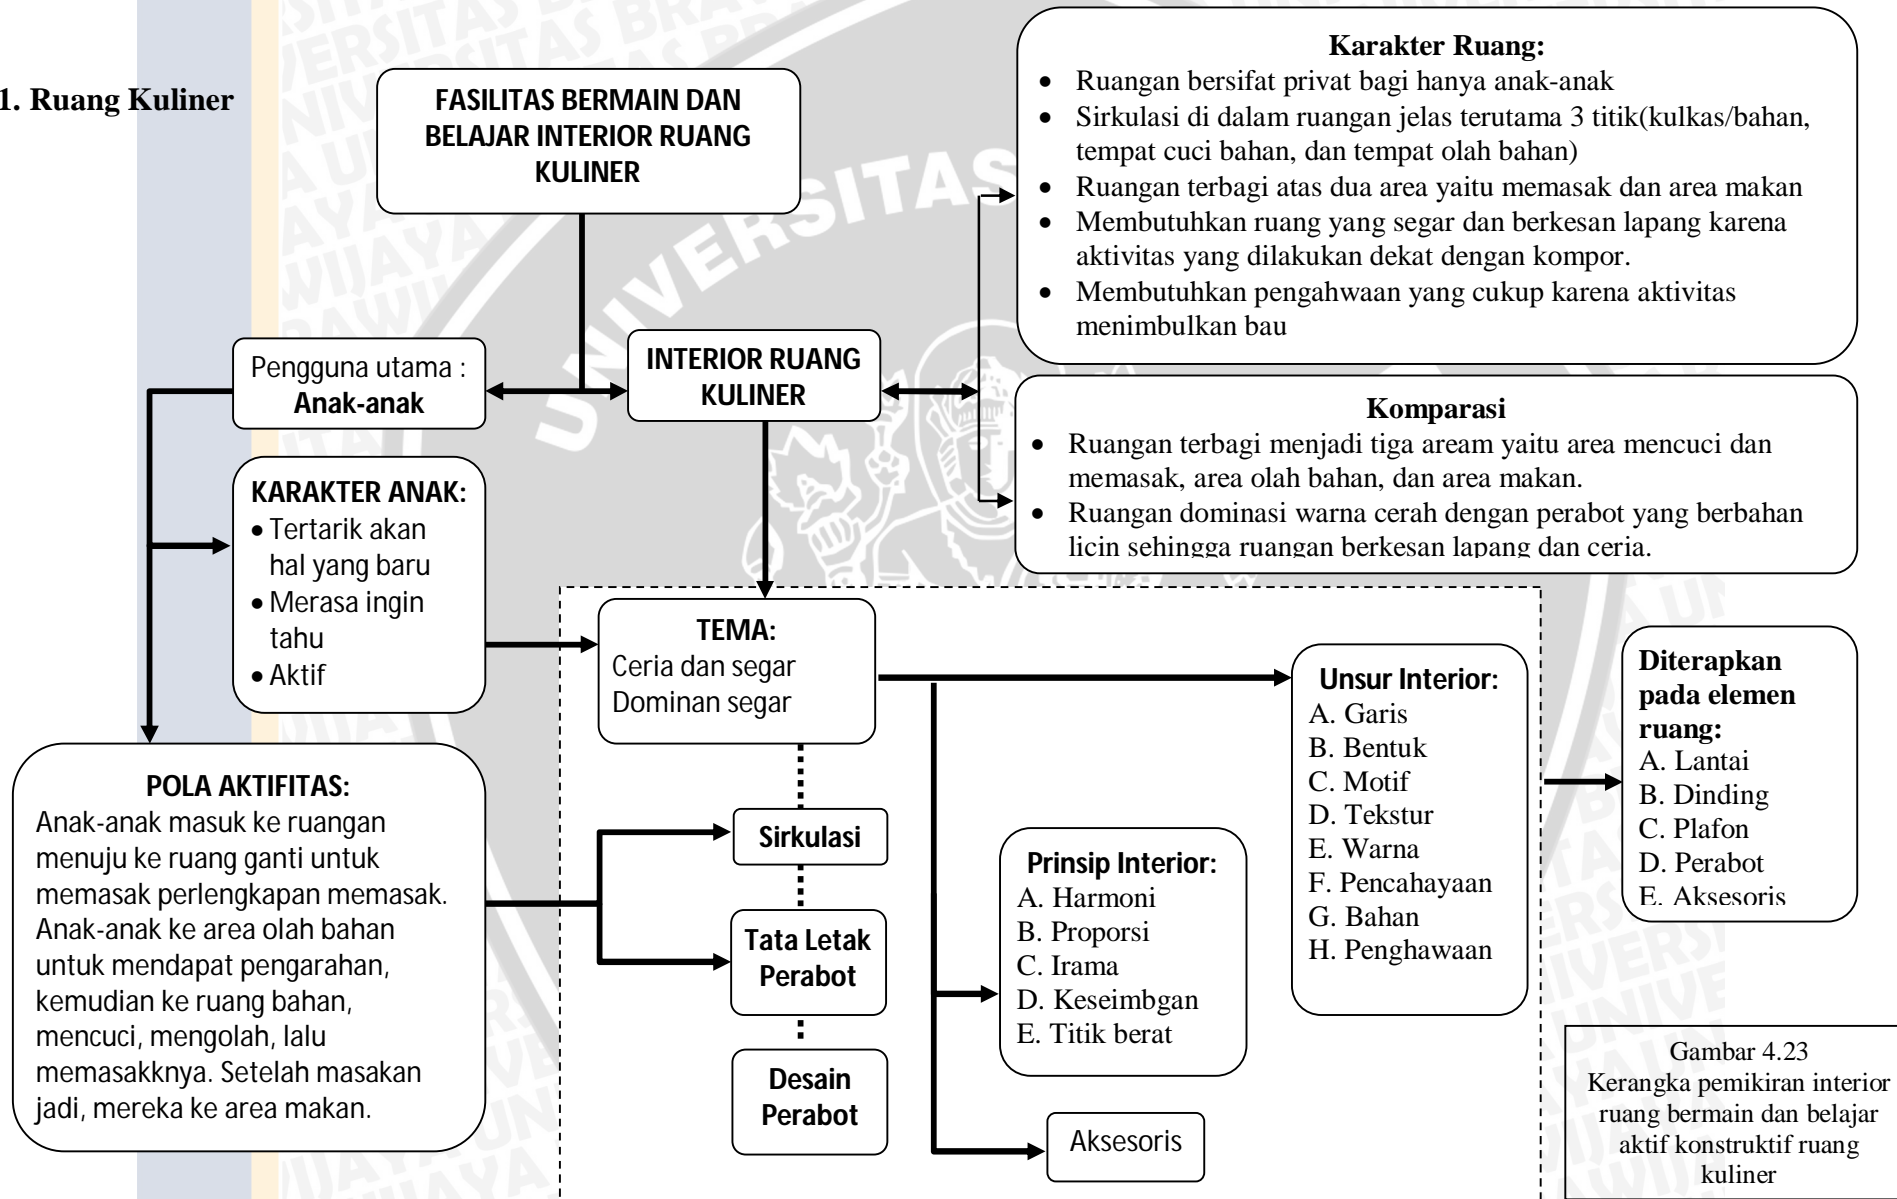 1. Ruang Kuliner
FASILITAS BERMAIN DAN
BELAJAR INTERIOR RUANG
KULINER
Karakter Ruang:
• Ruangan bersifat privat bagi hanya anak-anak
• Sirkulasi di dalam ruangan jelas terutama 3 titik(kulkas/bahan,
tempat cuci bahan, dan tempat olah bahan)
• Ruangan terbagi atas dua area yaitu memasak dan area makan
• Membutuhkan ruang yang segar dan berkesan lapang karena
aktivitas yang dilakukan dekat dengan kompor.
• Membutuhkan pengahwaan yang cukup karena aktivitas
menimbulkan bau
Pengguna utama :
Anak-anak
INTERIOR RUANG
KULINER
Komparasi
• Ruangan terbagi menjadi tiga aream yaitu area mencuci dan
memasak, area olah bahan, dan area makan.
• Ruangan dominasi warna cerah dengan perabot yang berbahan
licin sehingga ruangan berkesan lapang dan ceria.
KARAKTER ANAK:
• Tertarik akan
hal yang baru
• Merasa ingin
tahu
• Aktif
TEMA:
Ceria dan segar
Dominan segar
Unsur Interior:
A. Garis
B. Bentuk
C. Motif
D. Tekstur
E. Warna
F. Pencahayaan
G. Bahan
H. Penghawaan
Diterapkan
pada elemen
ruang:
A. Lantai
B. Dinding
C. Plafon
D. Perabot
E. Aksesoris
POLA AKTIFITAS:
Anak-anak masuk ke ruangan
menuju ke ruang ganti untuk
memasak perlengkapan memasak.
Anak-anak ke area olah bahan
untuk mendapat pengarahan,
kemudian ke ruang bahan,
mencuci, mengolah, lalu
memasakknya. Setelah masakan
jadi, mereka ke area makan.
Sirkulasi
Tata Letak
Perabot
Desain
Perabot
Prinsip Interior:
A. Harmoni
B. Proporsi
C. Irama
D. Keseimbgan
E. Titik berat
Aksesoris
Gambar 4.23
Kerangka pemikiran interior
ruang bermain dan belajar
aktif konstruktif ruang
kuliner
UNIVERSITAS